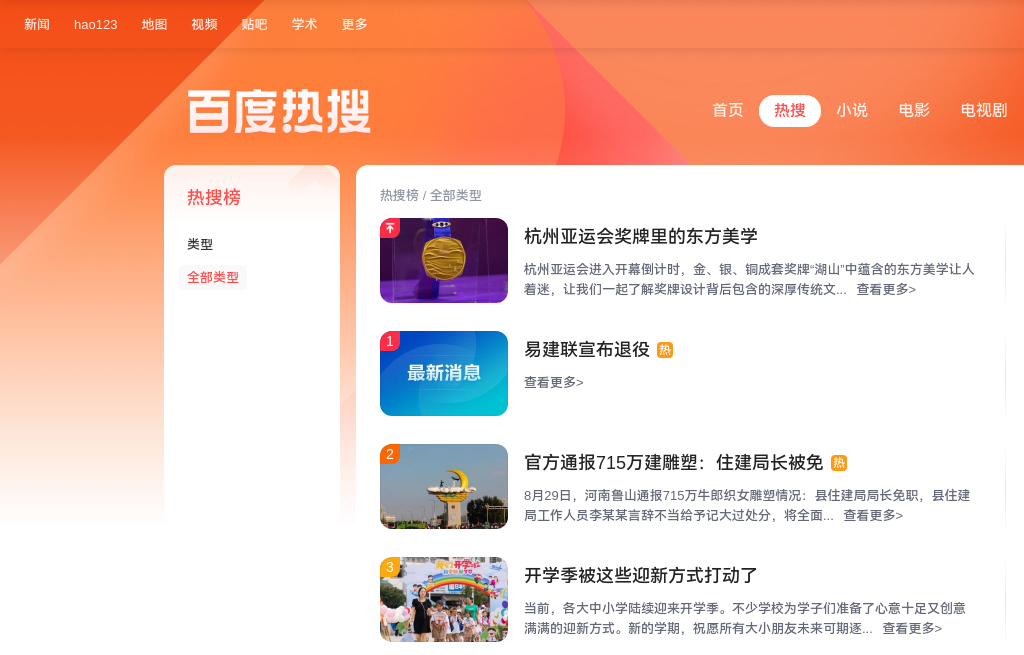 新闻 hao123 地图 视频 贴吧 学术 更多
百度热搜
首页 热搜 小说 电影 电视剧
热搜榜
类型
全部类型
热搜榜 / 全部类型
杭州亚运会奖牌里的东方美学
杭州亚运会进入开幕倒计时，金、银、铜成套奖牌“湖山”中蕴含的东方美学让人
着迷，让我们一起了解奖牌设计背后包含的深厚传统文... 查看更多>
1
最新消息
易建联宣布退役 热
查看更多>
2
官方通报715万建雕塑：住建局长被免 热
8月29日，河南鲁山通报715万牛郎织女雕塑情况：县住建局局长免职，县住建
局工作人员李某某言辞不当给予记大过处分，将全面... 查看更多>
3
开学季被这些迎新方式打动了
当前，各大中小学陆续迎来开学季。不少学校为学子们准备了心意十足又创意
满满的迎新方式。新的学期，祝愿所有大小朋友未来可期逐... 查看更多>